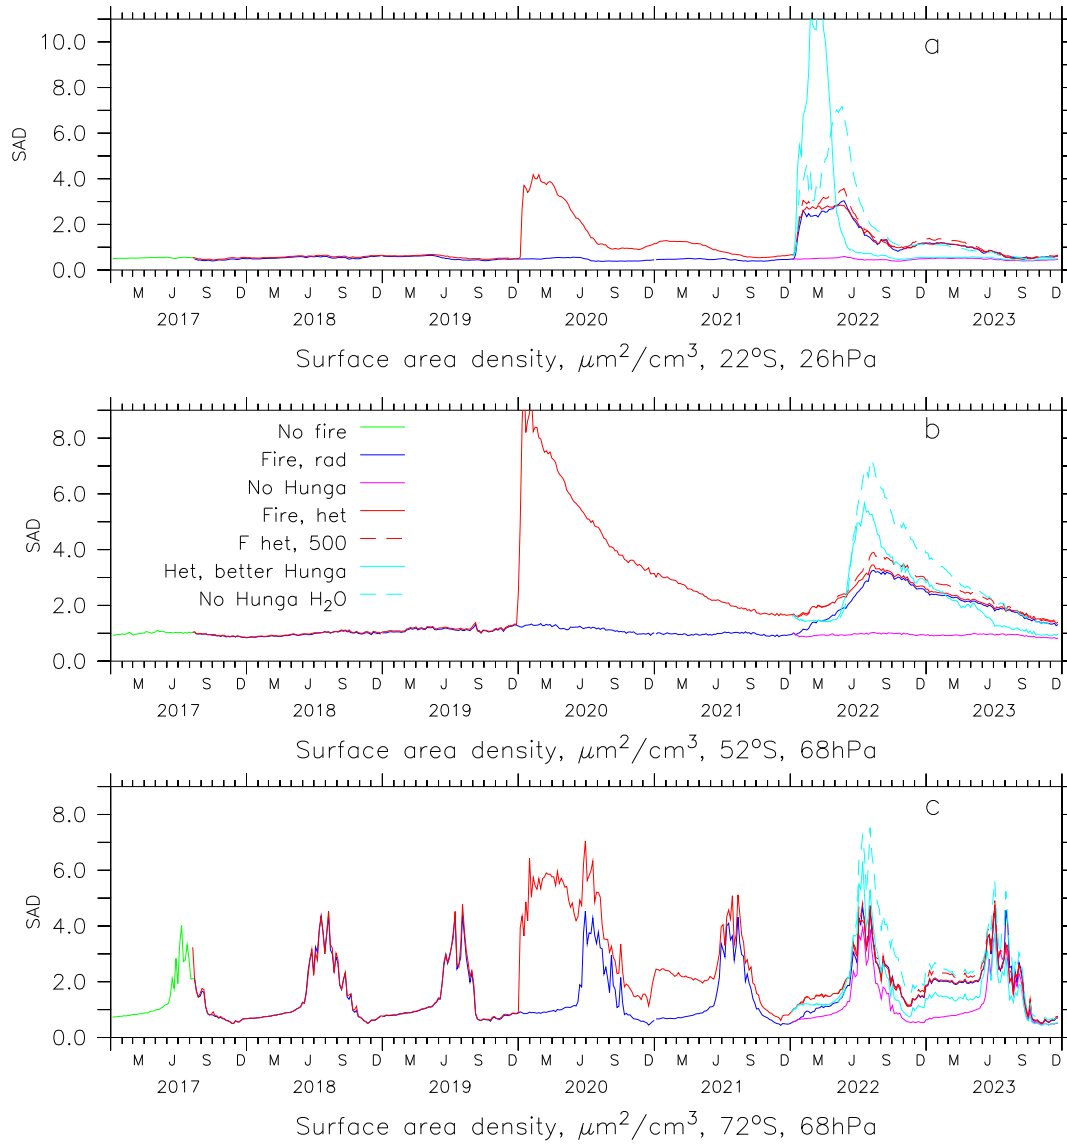 a
10.0
8.0
6.0
4.0
2.0
0.0
SAD
M J S D M J S D M J S D M J S D M J S D M J S D M J S D
2017 2018 2019 2020 2021 2022 2023
Surface area density, μm²/cm³, 22°S, 26hPa
b
8.0
6.0
4.0
2.0
0.0
SAD
No fire
Fire, rad
No Hunga
Fire, het
F het, 500
Het, better Hunga
No Hunga H₂O
M J S D M J S D M J S D M J S D M J S D M J S D M J S D
2017 2018 2019 2020 2021 2022 2023
Surface area density, μm²/cm³, 52°S, 68hPa
c
8.0
6.0
4.0
2.0
0.0
SAD
M J S D M J S D M J S D M J S D M J S D M J S D M J S D
2017 2018 2019 2020 2021 2022 2023
Surface area density, μm²/cm³, 72°S, 68hPa